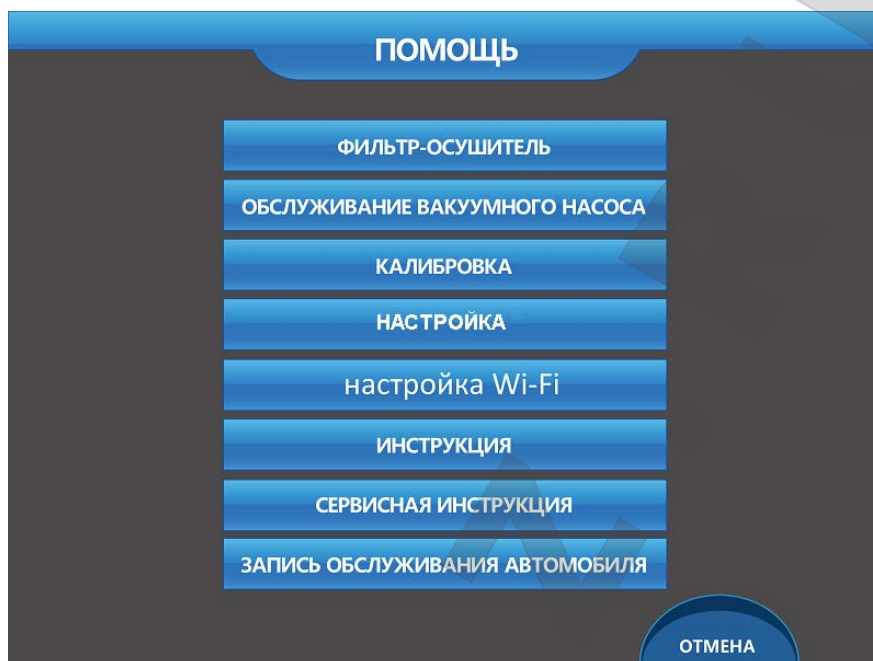 ПОМОЩЬ
ФИЛЬТР-ОСУШИТЕЛЬ
ОБСЛУЖИВАНИЕ ВАКУУМНОГО НАСОСА
КАЛИБРОВКА
НАСТРОЙКА
настройка Wi-Fi
ИНСТРУКЦИЯ
СЕРВИСНАЯ ИНСТРУКЦИЯ
ЗАПИСЬ ОБСЛУЖИВАНИЯ АВТОМОБИЛЯ
ОТМЕНА